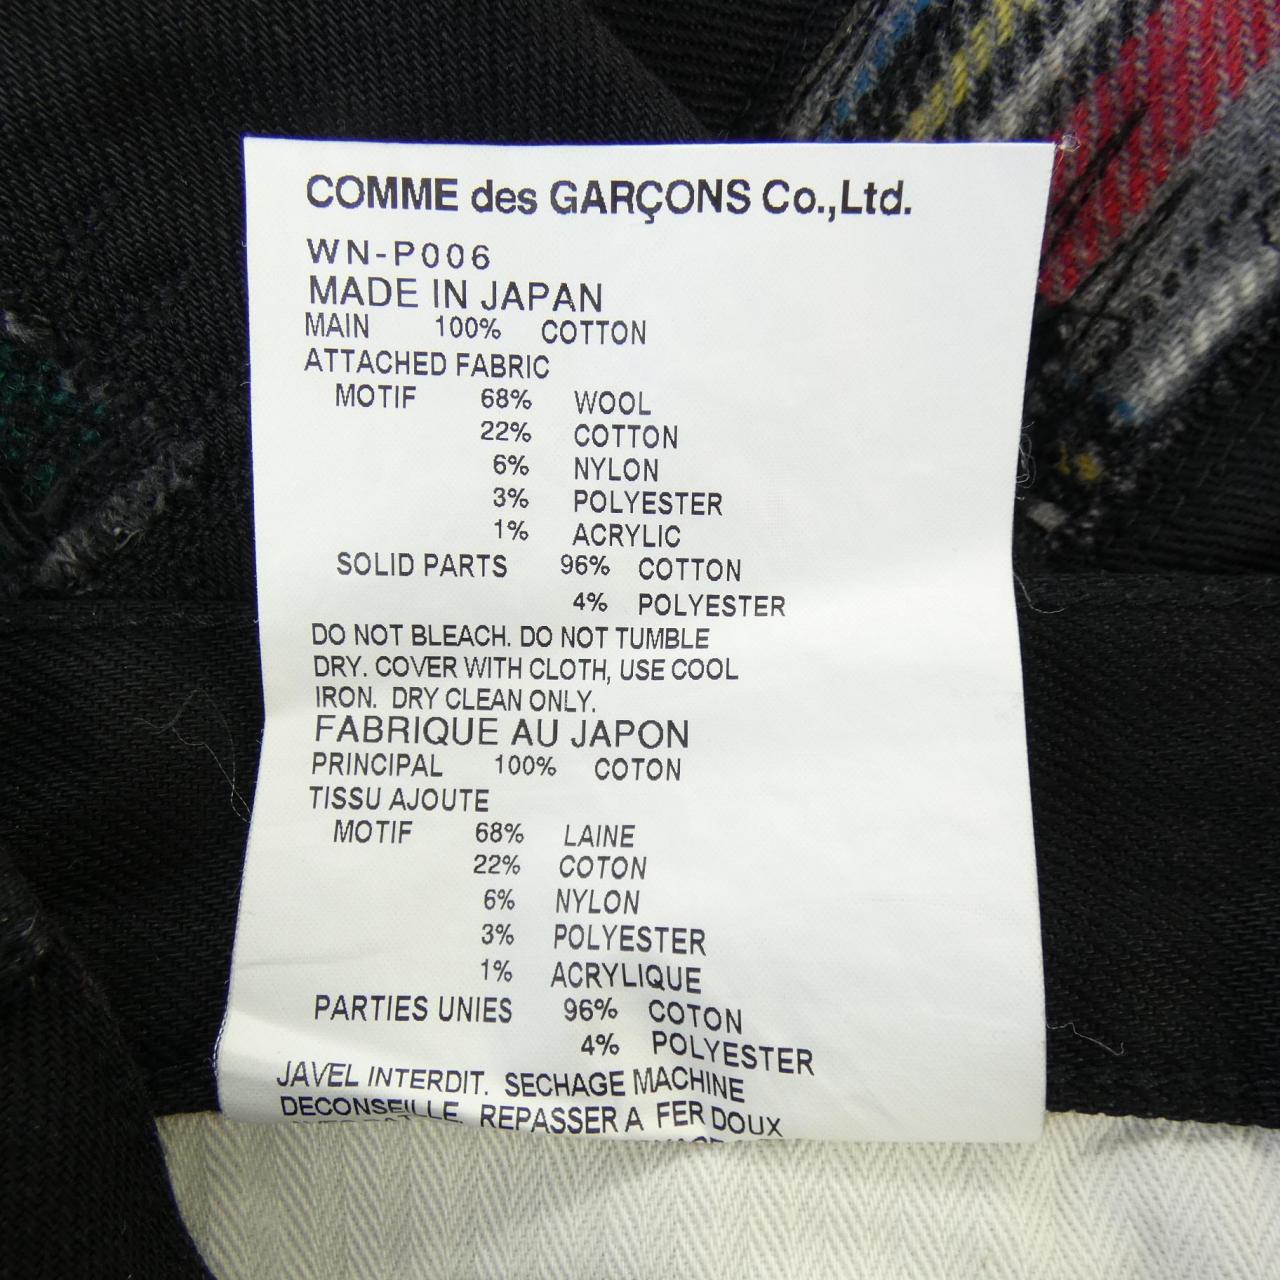 COMME des GARÇONS Co.,Ltd.
WN-P006
MADE IN JAPAN
MAIN 100% COTTON
ATTACHED FABRIC
MOTIF 68% WOOL
22% COTTON
6% NYLON
3% POLYESTER
1% ACRYLIC
SOLID PARTS 96% COTTON
4% POLYESTER
DO NOT BLEACH. DO NOT TUMBLE
DRY. COVER WITH CLOTH, USE COOL
IRON. DRY CLEAN ONLY.
FABRIQUE AU JAPON
PRINCIPAL 100% COTON
TISSU AJOUTE
MOTIF 68% LAINE
22% COTON
6% NYLON
3% POLYESTER
1% ACRYLIQUE
PARTIES UNIES 96% COTON
4% POLYESTER
JAVEL INTERDIT. SECHAGE MACHINE
DECONSEILLE REPASSER A FER DOUX